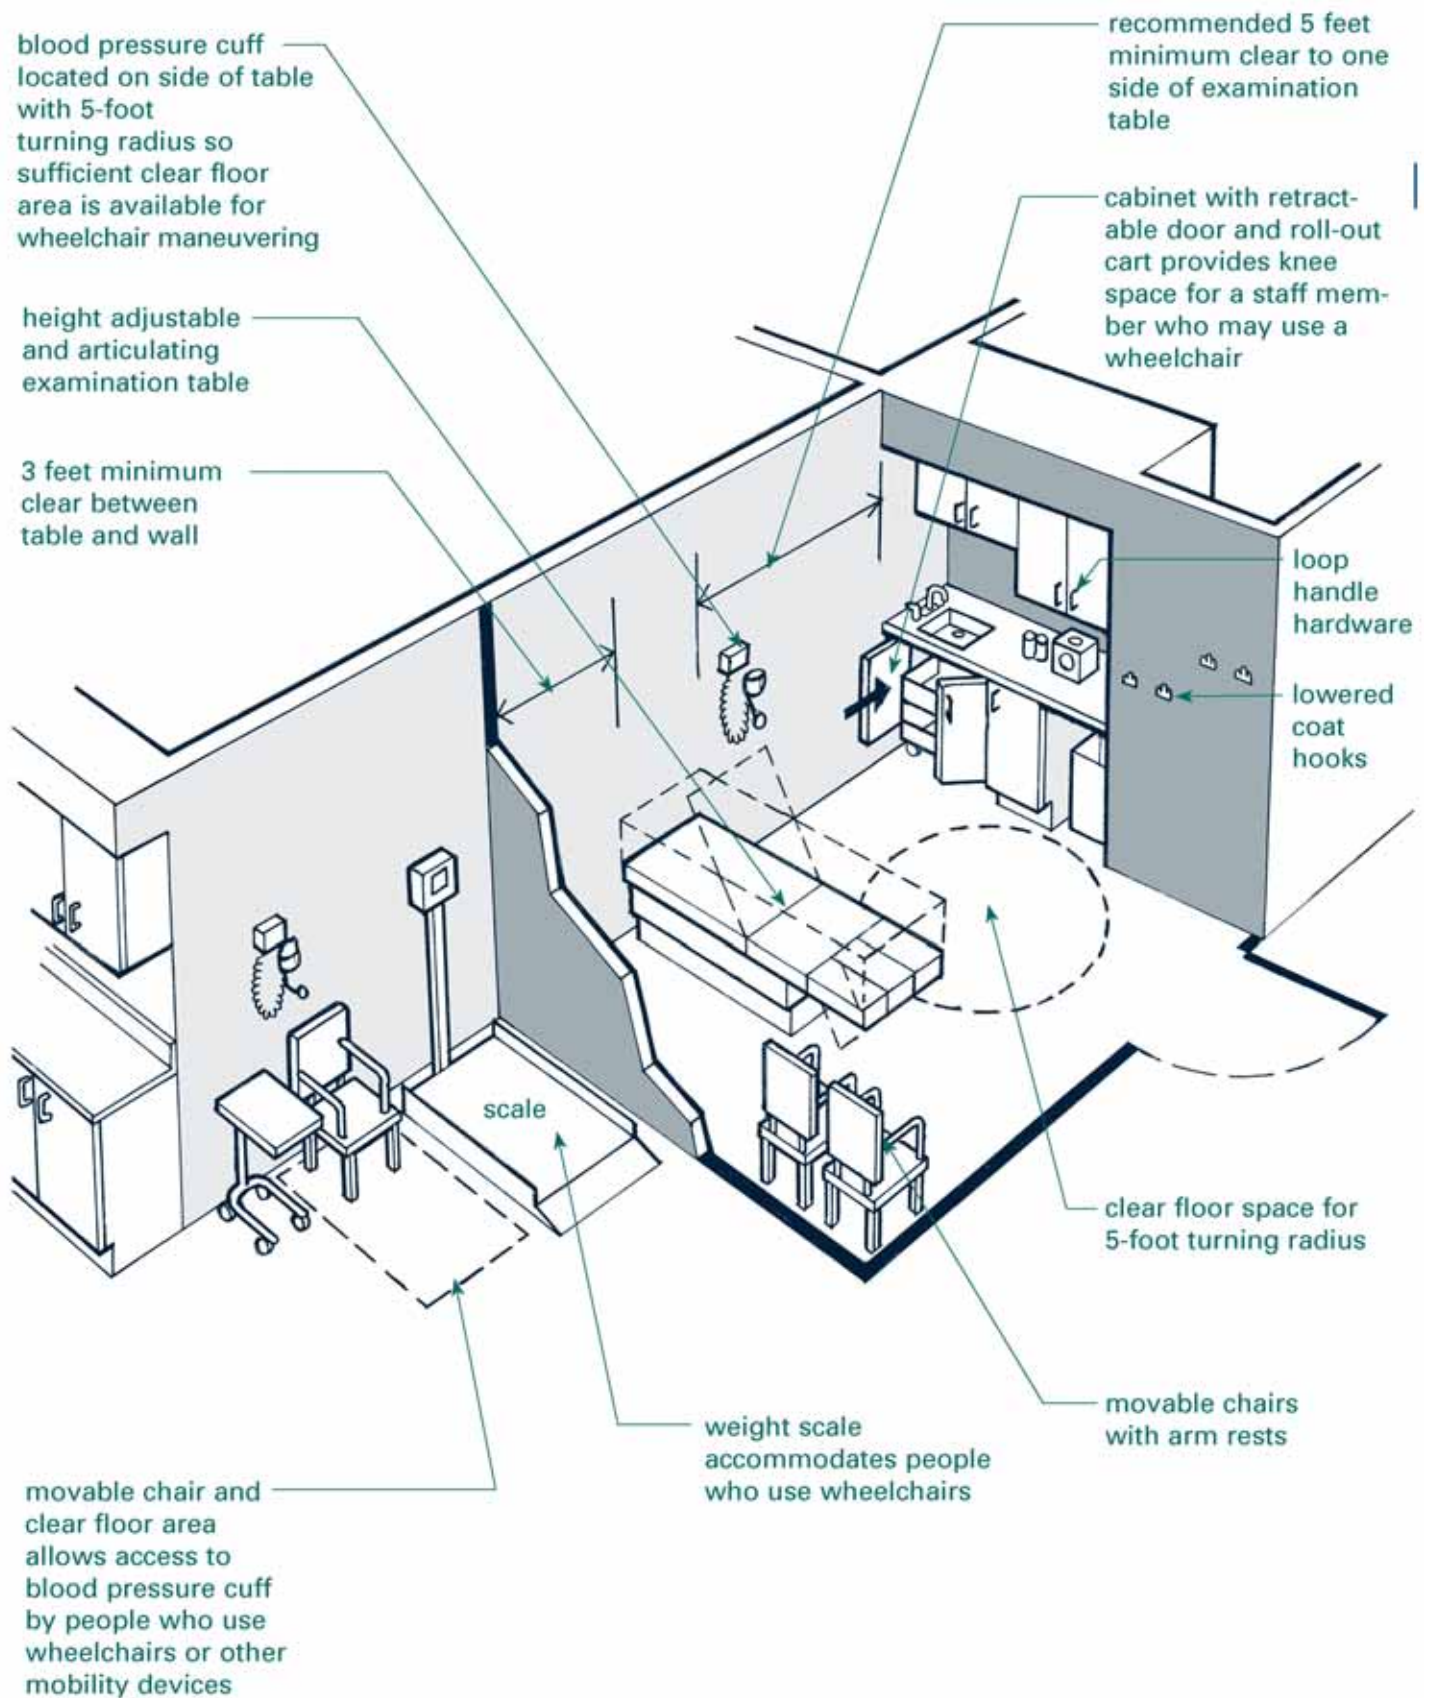 blood pressure cuff
located on side of table
with 5-foot
turning radius so
sufficient clear floor
area is available for
wheelchair maneuvering
height adjustable
and articulating
examination table
3 feet minimum
clear between
table and wall
recommended 5 feet
minimum clear to one
side of examination
table
cabinet with retract-
able door and roll-out
cart provides knee
space for a staff mem-
ber who may use a
wheelchair
loop
handle
hardware
lowered
coat
hooks
scale
clear floor space for
5-foot turning radius
movable chairs
with arm rests
weight scale
accommodates people
who use wheelchairs
movable chair and
clear floor area
allows access to
blood pressure cuff
by people who use
wheelchairs or other
mobility devices